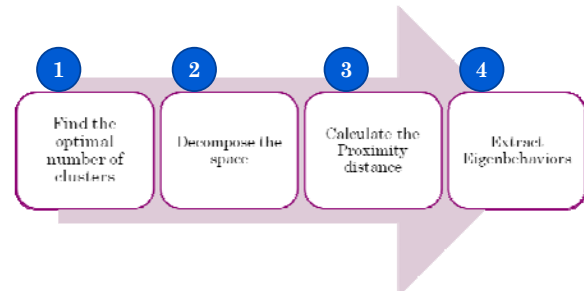 1
2
3
4
Find the
optimal
number of
clusters
Decompose the
space
Calculate the
Proximity
distance
Extract
Eigenbehaviors